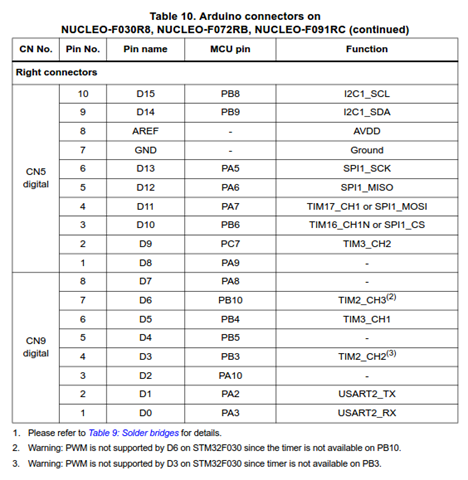 Table 10. Arduino connectors on
NUCLEO-F030R8, NUCLEO-F072RB, NUCLEO-F091RC (continued)
CN No. Pin No. Pin name MCU pin Function
Right connectors
CN5 digital
10 D15 PB8 I2C1_SCL
9 D14 PB9 I2C1_SDA
8 AREF - AVDD
7 GND - Ground
6 D13 PA5 SPI1_SCK
5 D12 PA6 SPI1_MISO
4 D11 PA7 TIM17_CH1 or SPI1_MOSI
3 D10 PB6 TIM16_CH1N or SPI1_CS
2 D9 PC7 TIM3_CH2
1 D8 PA9 -
CN9 digital
8 D7 PA8 -
7 D6 PB10 TIM2_CH3(2)
6 D5 PB4 TIM3_CH1
5 D4 PB5 -
4 D3 PB3 TIM2_CH2(3)
3 D2 PA10 -
2 D1 PA2 USART2_TX
1 D0 PA3 USART2_RX
1. Please refer to Table 9: Solder bridges for details.
2. Warning: PWM is not supported by D6 on STM32F030 since the timer is not available on PB10.
3. Warning: PWM is not supported by D3 on STM32F030 since timer is not available on PB3.